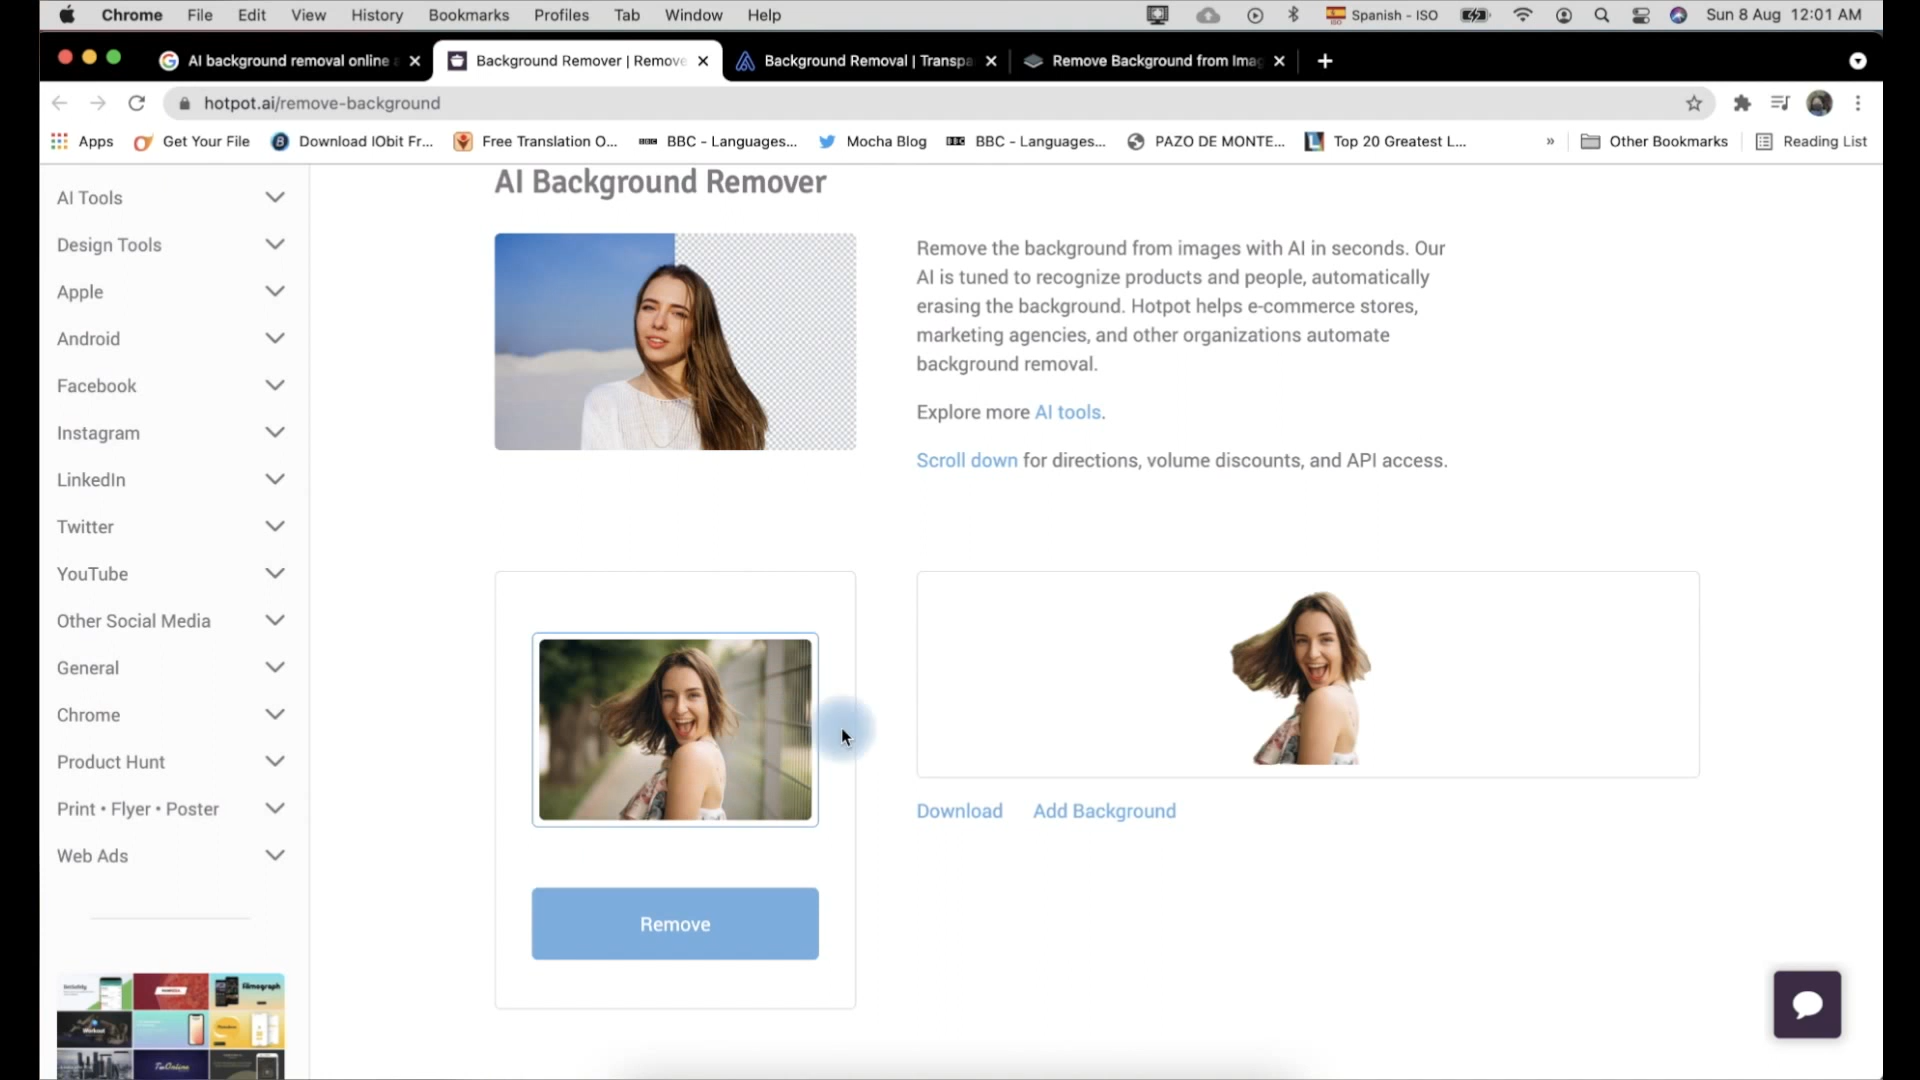 Chrome File Edit View History Bookmarks Profiles Tab Window Help Spanish - ISO Sun 8 Aug 12:01 AM
AI background removal online Background Remover | Remove Background Removal | Transpa Remove Background from Imag
hotpot.ai/remove-background
Apps Get Your File Download IObit Fr... Free Translation O... BBC - Languages... Mocha Blog BBC - Languages... PAZO DE MONTE... Top 20 Greatest L... » Other Bookmarks Reading List
AI Tools
Design Tools
Apple
Android
Facebook
Instagram
LinkedIn
Twitter
YouTube
Other Social Media
General
Chrome
Product Hunt
Print • Flyer • Poster
Web Ads
AI Background Remover
Remove the background from images with AI in seconds. Our
AI is tuned to recognize products and people, automatically
erasing the background. Hotpot helps e-commerce stores,
marketing agencies, and other organizations automate
background removal.
Explore more AI tools.
Scroll down for directions, volume discounts, and API access.
Remove
Download Add Background